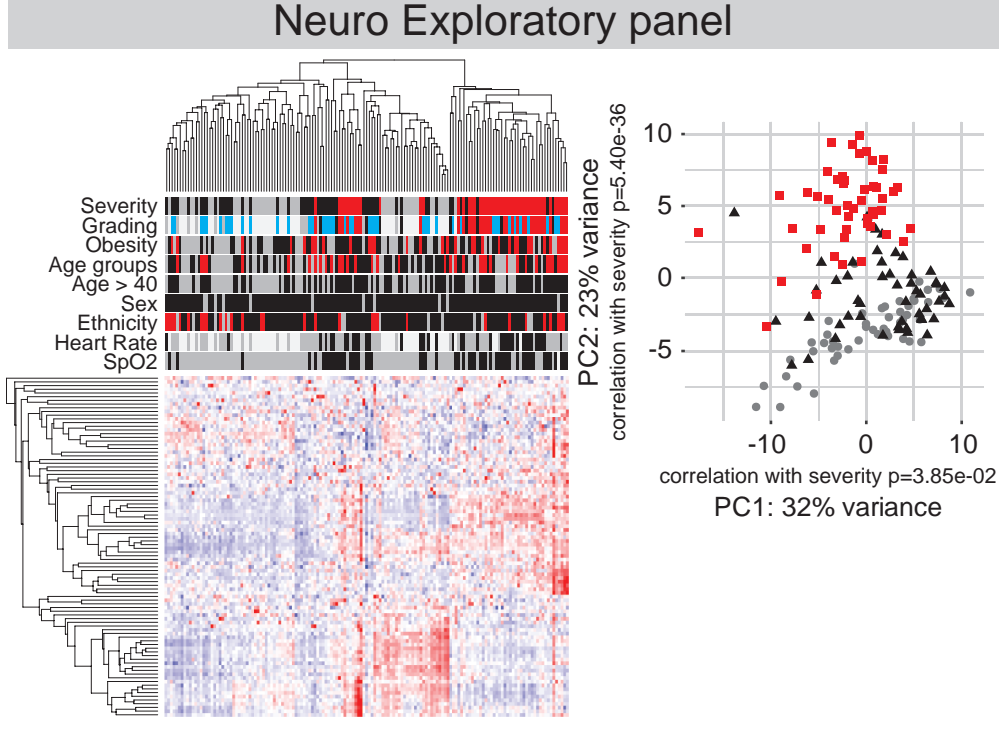 Neuro Exploratory panel
Severity
Grading
Obesity
Age groups
Age > 40
Sex
Ethnicity
Heart Rate
SpO2
PC2: 23% variance
correlation with severity p=5.40e-36
10
5
0
-5
-10
0
10
correlation with severity p=3.85e-02
PC1: 32% variance